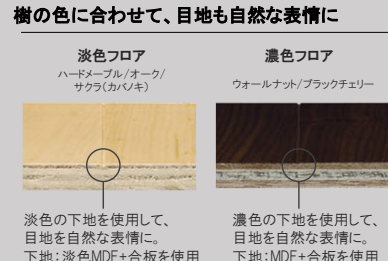 樹の色に合わせて、目地も自然な表情に
淡色フロア
ハードメープル/オーク/
サクラ(カバノキ)
淡色の下地を使用して、
目地を自然な表情に。
下地:淡色MDF+合板を使用
濃色フロア
ウォールナット/ブラックチェリー
濃色の下地を使用して、
目地を自然な表情に。
下地:MDF+合板を使用